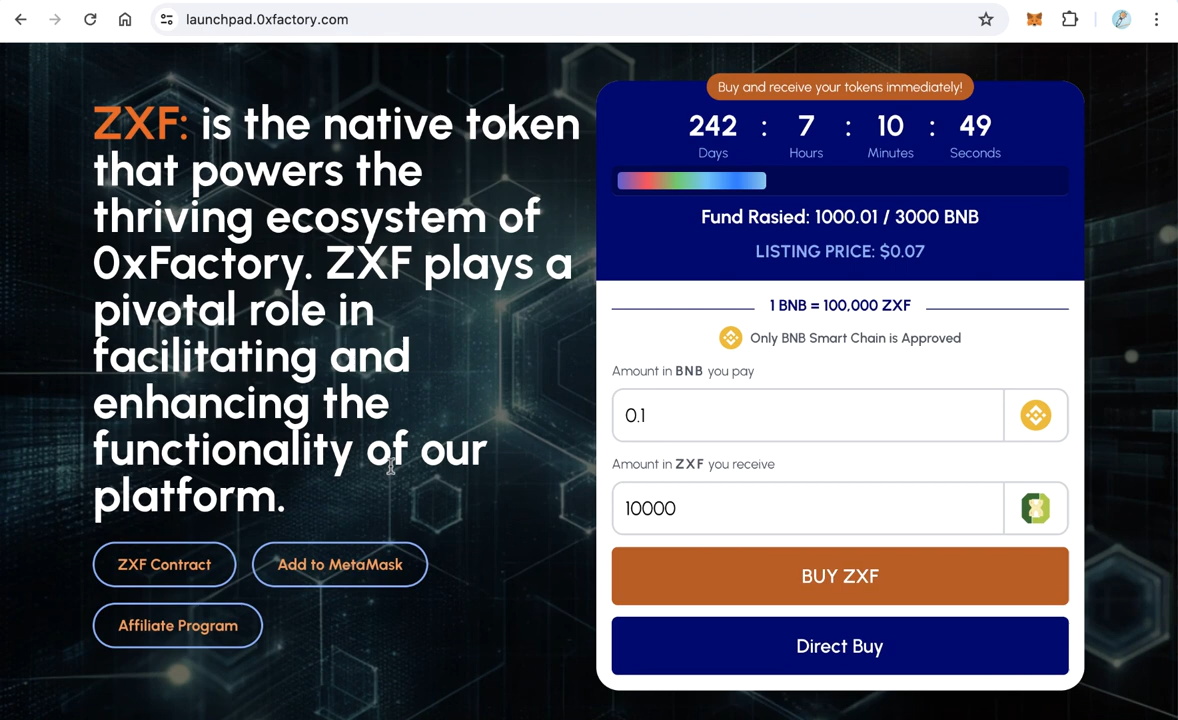 launchpad.0xfactory.com
ZXF: is the native token
that powers the
thriving ecosystem of
0xFactory. ZXF plays a
pivotal role in
facilitating and
enhancing the
functionality of our
platform.
ZXF Contract
Add to MetaMask
Affiliate Program
Buy and receive your tokens immediately!
242 : 7 : 10 : 49
Days Hours Minutes Seconds
Fund Rasied: 1000.01 / 3000 BNB
LISTING PRICE: $0.07
1 BNB = 100,000 ZXF
Only BNB Smart Chain is Approved
Amount in BNB you pay
0.1
Amount in ZXF you receive
10000
BUY ZXF
Direct Buy